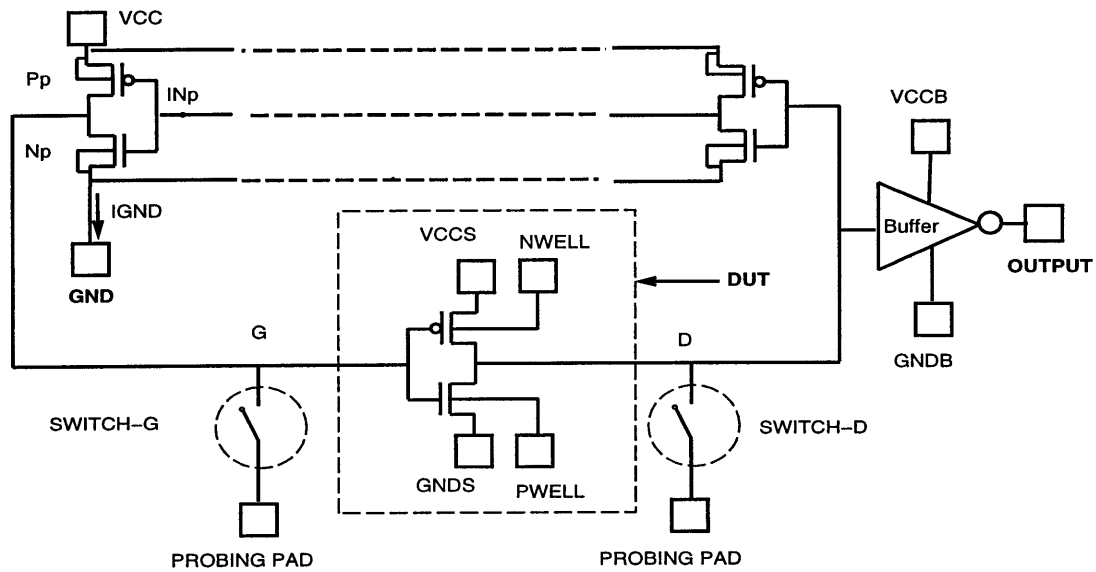 VCC
Pp
INp
Np
IGND
GND
VCCB
Buffer
OUTPUT
GNDB
VCCS
NWELL
DUT
G
D
SWITCH-G
SWITCH-D
GNDS
PWELL
PROBING PAD
PROBING PAD